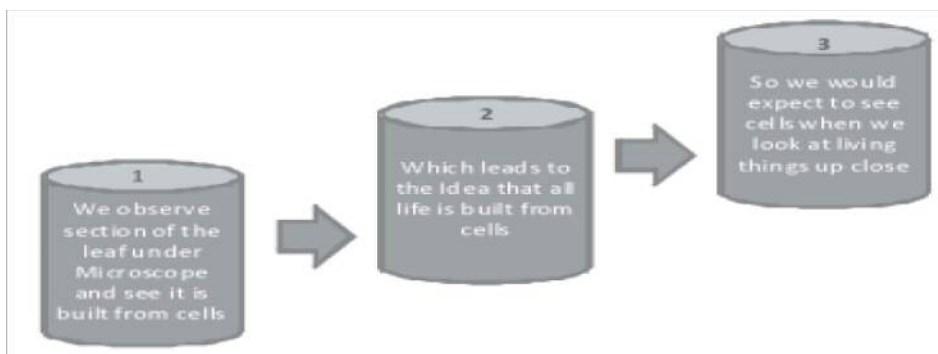 1
We observe
section of the
leaf under
Microscope
and see it is
built from cells
2
Which leads to
the Idea that all
life is built from
cells
3
So we would
expect to see
cells when we
look at living
things up close